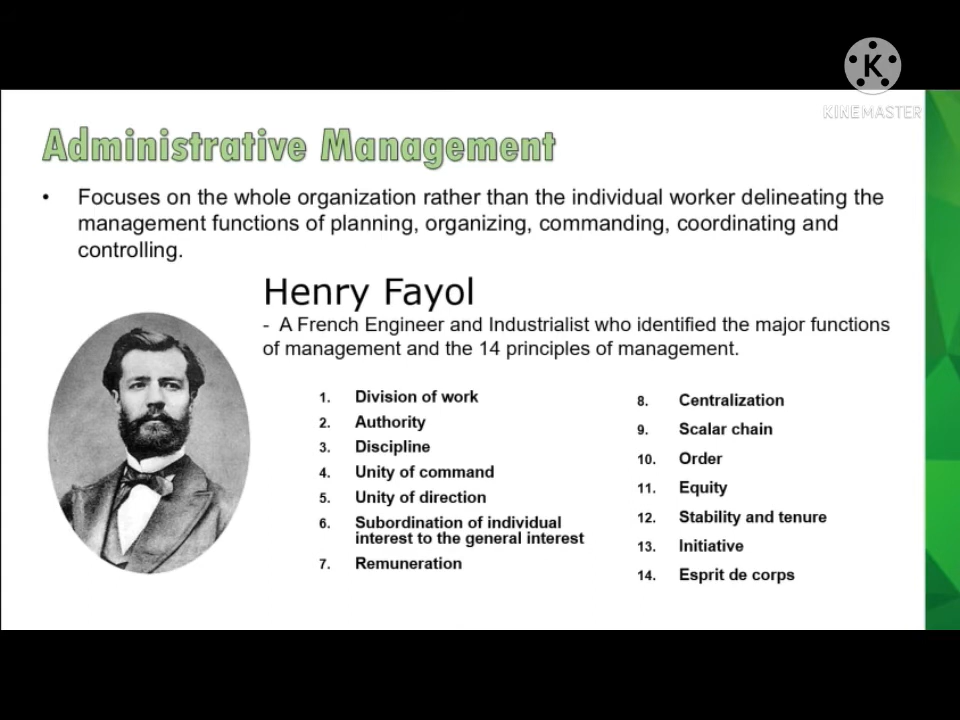 K
KINEMASTER
Administrative Management
• Focuses on the whole organization rather than the individual worker delineating the
management functions of planning, organizing, commanding, coordinating and
controlling.
Henry Fayol
- A French Engineer and Industrialist who identified the major functions
of management and the 14 principles of management.
1. Division of work
2. Authority
3. Discipline
4. Unity of command
5. Unity of direction
6. Subordination of individual
interest to the general interest
7. Remuneration
8. Centralization
9. Scalar chain
10. Order
11. Equity
12. Stability and tenure
13. Initiative
14. Esprit de corps